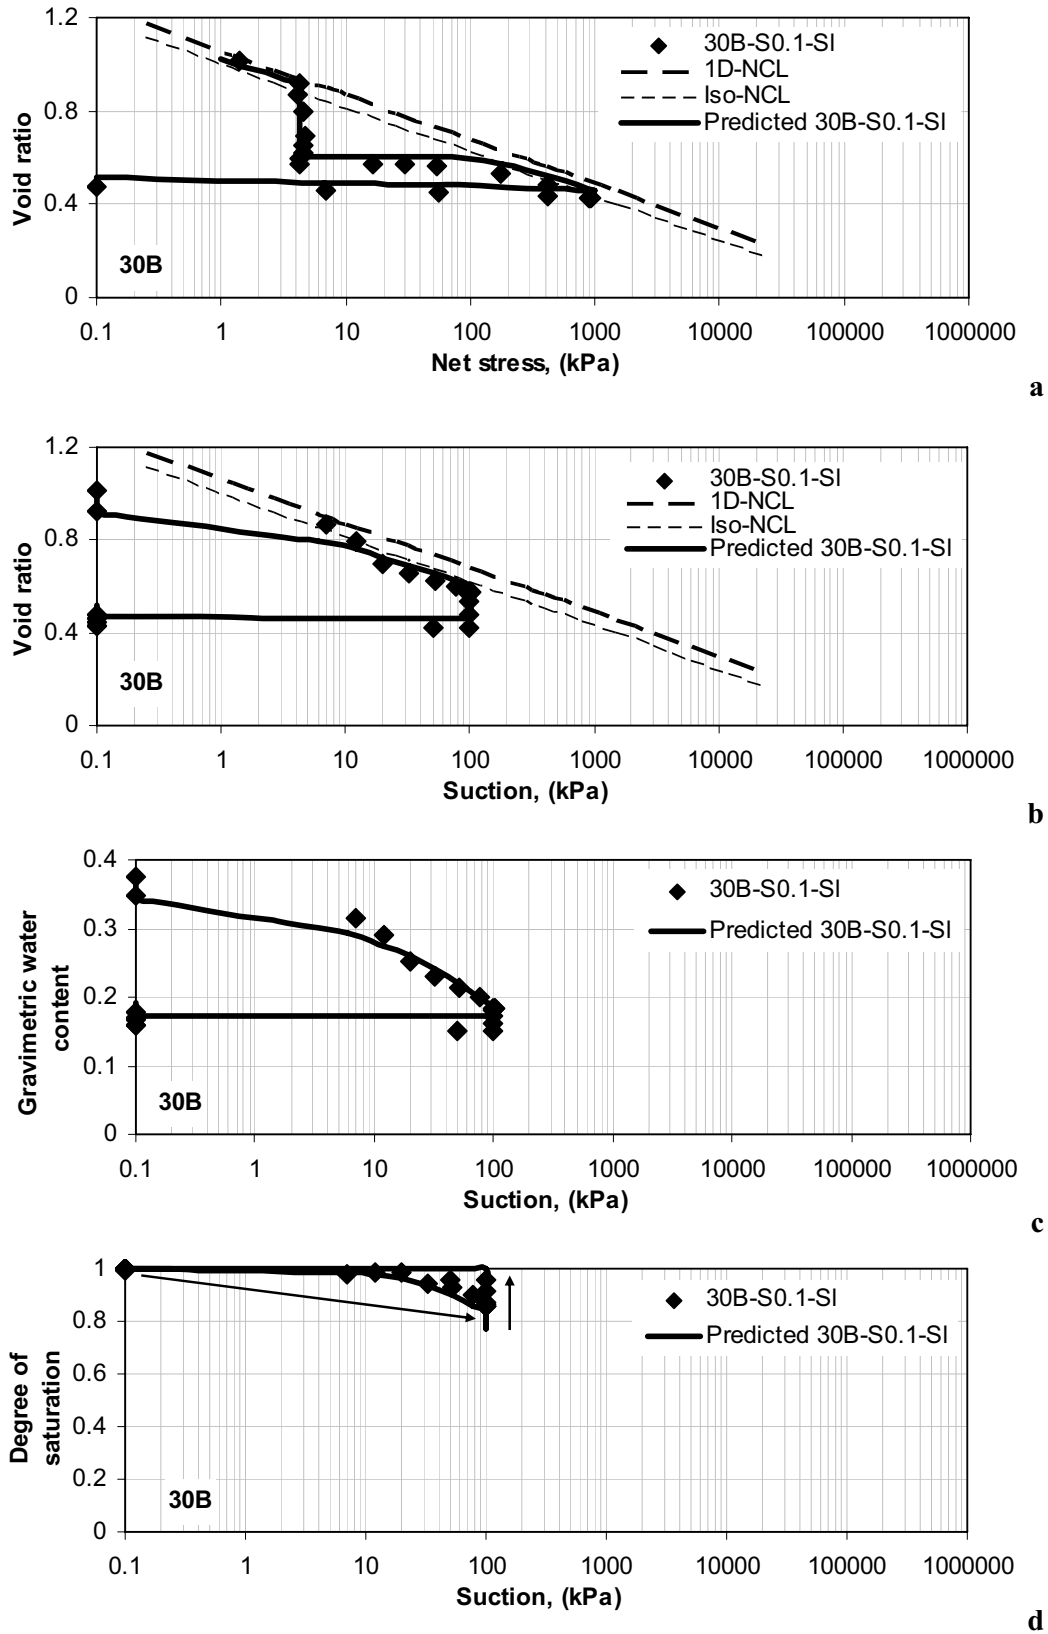 1.2
0.8
0.4
0
Void ratio
30B-S0.1-SI
1D-NCL
Iso-NCL
Predicted 30B-S0.1-SI
30B
0.1 1 10 100 1000 10000 100000 1000000
Net stress, (kPa)
a
1.2
0.8
0.4
0
Void ratio
30B-S0.1-SI
1D-NCL
Iso-NCL
Predicted 30B-S0.1-SI
30B
0.1 1 10 100 1000 10000 100000 1000000
Suction, (kPa)
b
0.4
0.3
0.2
0.1
0
Gravimetric water
content
30B-S0.1-SI
Predicted 30B-S0.1-SI
30B
0.1 1 10 100 1000 10000 100000 1000000
Suction, (kPa)
c
1
0.8
0.6
0.4
0.2
0
Degree of
saturation
30B-S0.1-SI
Predicted 30B-S0.1-SI
30B
0.1 1 10 100 1000 10000 100000 1000000
Suction, (kPa)
d